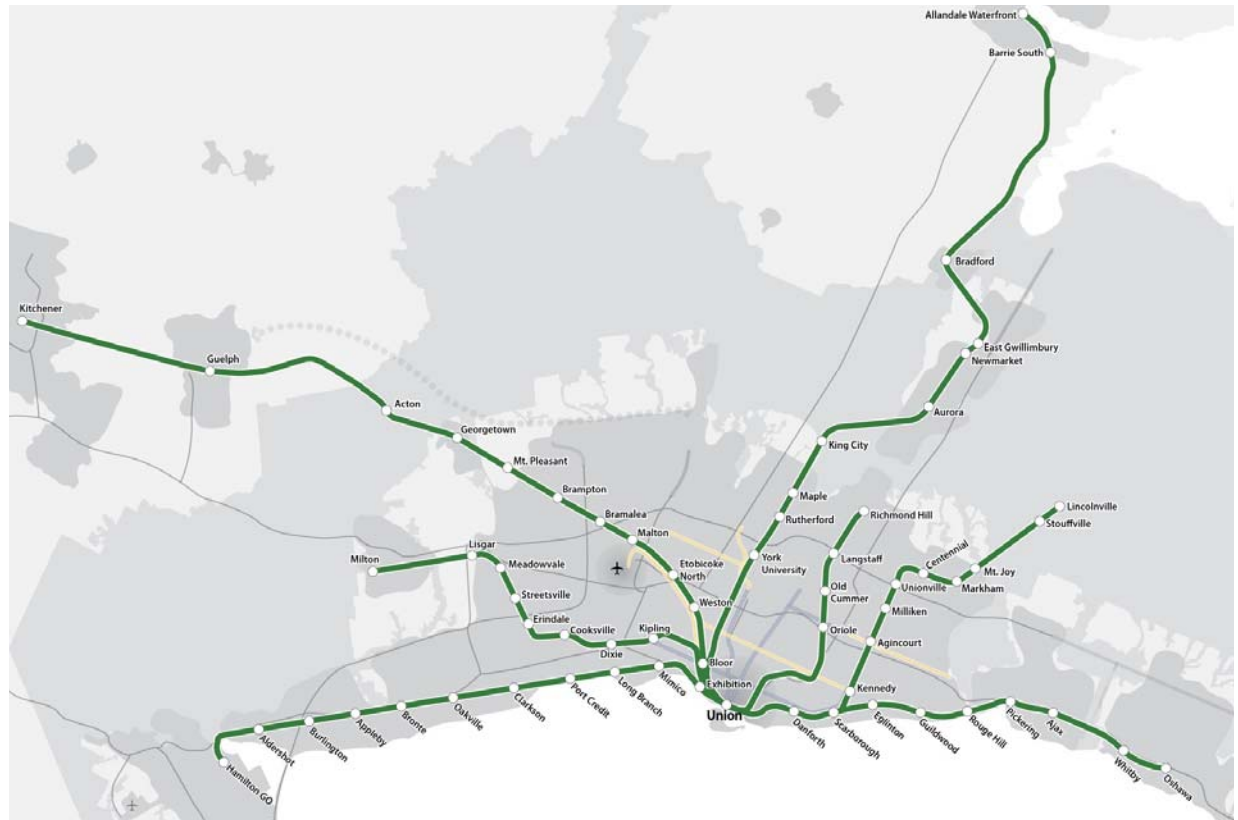 Allandale Waterfront
Barrie South
Bradford
East Gwillimbury
Newmarket
Aurora
King City
Maple
Rutherford
York
University
Kitchener
Guelph
Acton
Georgetown
Mt. Pleasant
Brampton
Bramalea
Malton
Etobicoke
North
Weston
Bloor
Exhibition
Union
Richmond Hill
Langstaff
Old
Cummer
Oriole
Lincolnville
Stouffville
Mt. Joy
Markham
Centennial
Unionville
Milliken
Agincourt
Kennedy
Milton
Lisgar
Meadowvale
Streetsville
Erindale
Cooksville
Dixie
Kipling
Mimico
Long Branch
Port Credit
Clarkson
Oakville
Bronte
Appleby
Burlington
Aldershot
Hamilton GO
Danforth
Scarborough
Eglinton
Guildwood
Rouge Hill
Pickering
Ajax
Whitby
Oshawa